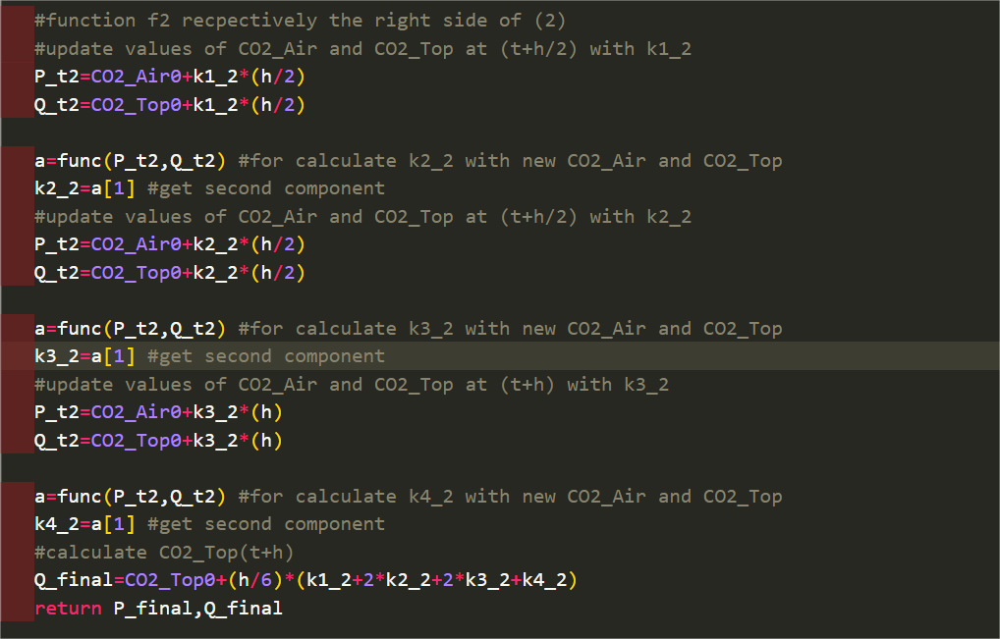 #function f2 recpectively the right side of (2)
#update values of CO2_Air and CO2_Top at (t+h/2) with k1_2
P_t2=CO2_Air0+k1_2*(h/2)
Q_t2=CO2_Top0+k1_2*(h/2)
a=func(P_t2,Q_t2) #for calculate k2_2 with new CO2_Air and CO2_Top
k2_2=a[1] #get second component
#update values of CO2_Air and CO2_Top at (t+h/2) with k2_2
P_t2=CO2_Air0+k2_2*(h/2)
Q_t2=CO2_Top0+k2_2*(h/2)
a=func(P_t2,Q_t2) #for calculate k3_2 with new CO2_Air and CO2_Top
k3_2=a[1] #get second component
#update values of CO2_Air and CO2_Top at (t+h) with k3_2
P_t2=CO2_Air0+k3_2*(h)
Q_t2=CO2_Top0+k3_2*(h)
a=func(P_t2,Q_t2) #for calculate k4_2 with new CO2_Air and CO2_Top
k4_2=a[1] #get second component
#calculate CO2_Top(t+h)
Q_final=CO2_Top0+(h/6)*(k1_2+2*k2_2+2*k3_2+k4_2)
return P_final,Q_final